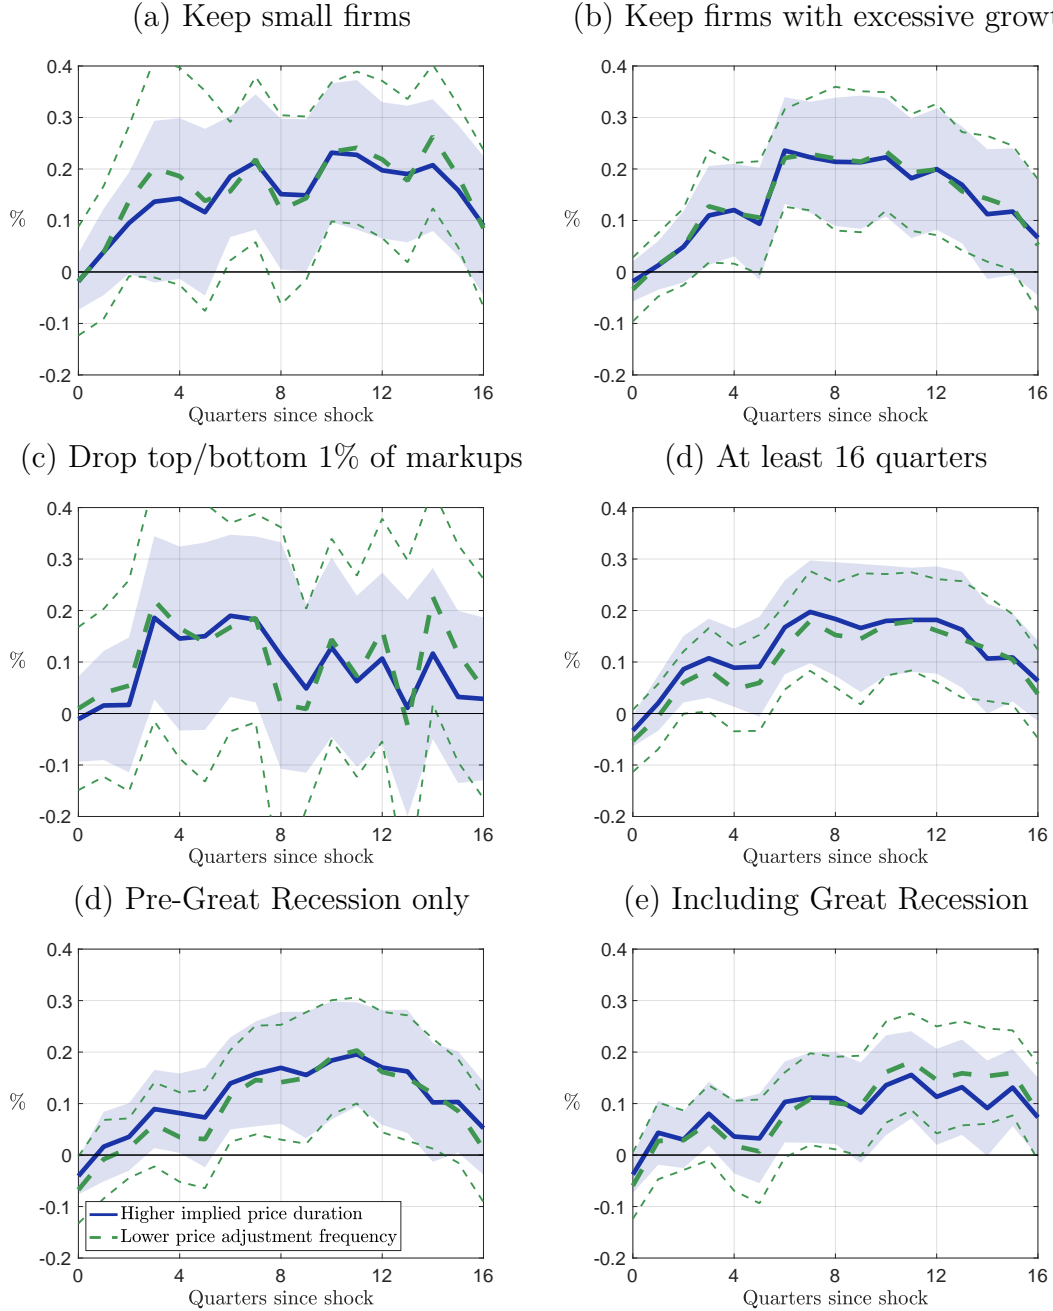 (a) Keep small firms
0.4
0.3
0.2
0.1
0
-0.1
-0.2
%
0 4 8 12 16
Quarters since shock
(b) Keep firms with excessive growt
0.4
0.3
0.2
0.1
0
-0.1
-0.2
%
0 4 8 12 16
Quarters since shock
(c) Drop top/bottom 1% of markups
0.4
0.3
0.2
0.1
0
-0.1
-0.2
%
0 4 8 12 16
Quarters since shock
(d) At least 16 quarters
0.4
0.3
0.2
0.1
0
-0.1
-0.2
%
0 4 8 12 16
Quarters since shock
(d) Pre-Great Recession only
0.4
0.3
0.2
0.1
0
-0.1
-0.2
%
Higher implied price duration
Lower price adjustment frequency
0 4 8 12 16
Quarters since shock
(e) Including Great Recession
0.4
0.3
0.2
0.1
0
-0.1
-0.2
%
0 4 8 12 16
Quarters since shock